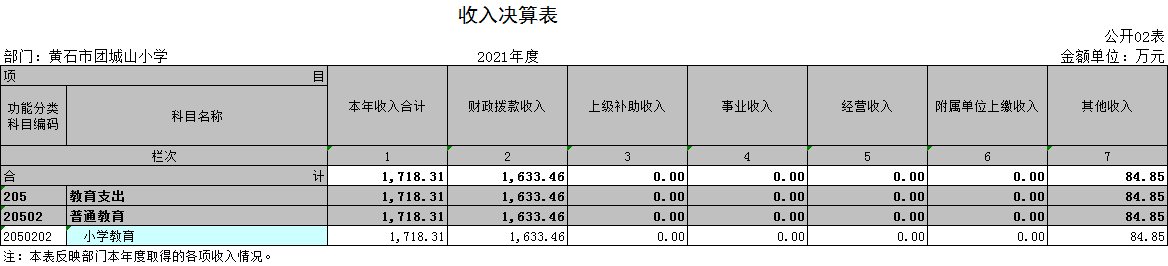 收入决算表
公开02表
部门：黄石市团城山小学 2021年度 金额单位：万元
项 目 本年收入合计 财政拨款收入 上级补助收入 事业收入 经营收入 附属单位上缴收入 其他收入
功能分类科目编码 科目名称
栏次 1 2 3 4 5 6 7
合 计 1,718.31 1,633.46 0.00 0.00 0.00 0.00 84.85
205 教育支出 1,718.31 1,633.46 0.00 0.00 0.00 0.00 84.85
20502 普通教育 1,718.31 1,633.46 0.00 0.00 0.00 0.00 84.85
2050202 小学教育 1,718.31 1,633.46 0.00 0.00 0.00 0.00 84.85
注：本表反映部门本年度取得的各项收入情况。